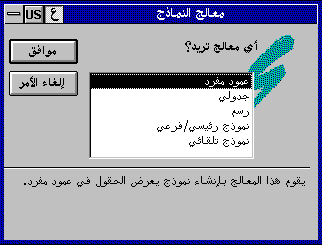 معالج النماذج
ع
US
أي معالج تريد؟
موافق
إلغاء الأمر
عمود مفرد
جدولي
رسم
نموذج رئيسي/فرعي
نموذج تلقائي
يقوم هذا المعالج بإنشاء نموذج يعرض الحقول في عمود مفرد.